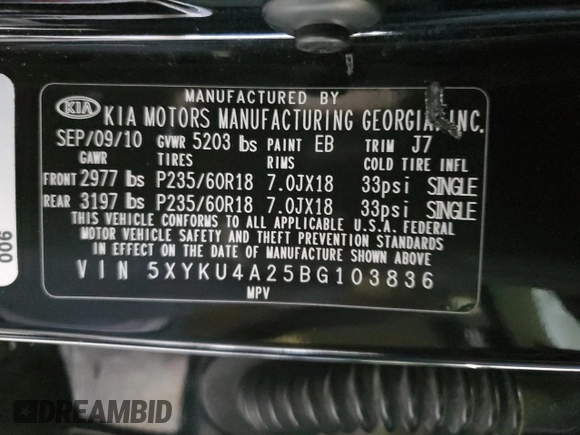 MANUFACTURED BY
KIA KIA MOTORS MANUFACTURING GEORGIA, INC.
SEP/09/10 GVWR 5203 lbs PAINT EB TRIM J7
GAWR TIRES RIMS COLD TIRE INFL
FRONT 2977 lbs P235/60R18 7.0JX18 33psi SINGLE
REAR 3197 lbs P235/60R18 7.0JX18 33psi SINGLE
THIS VEHICLE CONFORMS TO ALL APPLICABLE U.S.A. FEDERAL
MOTOR VEHICLE SAFETY AND THEFT PREVENTION STANDARDS
IN EFFECT ON THE DATE OF MANUFACTURE SHOWN ABOVE
VIN 5XYKU4A25BG103836
MPV
006
DREAMBID